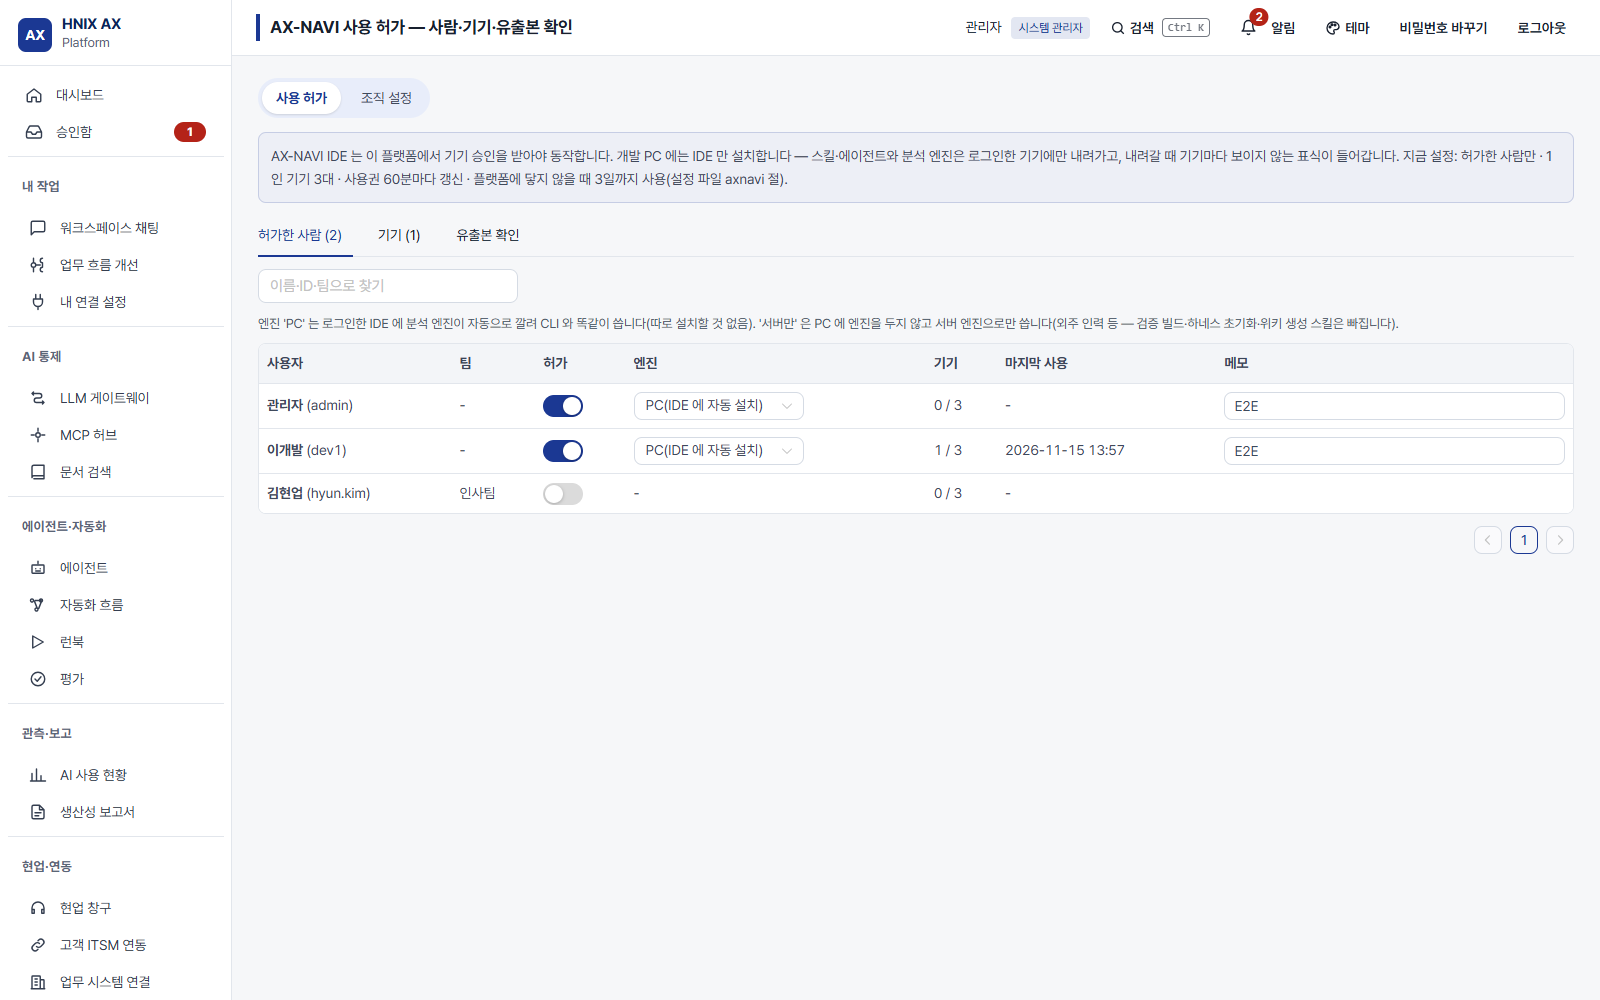 AX
HNIX AX
Platform
대시보드
승인함
1
내 작업
워크스페이스 채팅
업무 흐름 개선
내 연결 설정
AI 통제
LLM 게이트웨이
MCP 허브
문서 검색
에이전트·자동화
에이전트
자동화 흐름
런북
평가
관측·보고
AI 사용 현황
생산성 보고서
현업·연동
현업 창구
고객 ITSM 연동
업무 시스템 연결
AX-NAVI 사용 허가 — 사람·기기·유출본 확인
관리자
시스템 관리자
검색
Ctrl K
2
알림
테마
비밀번호 바꾸기
로그아웃
사용 허가
조직 설정
AX-NAVI IDE 는 이 플랫폼에서 기기 승인을 받아야 동작합니다. 개발 PC 에는 IDE 만 설치합니다 — 스킬·에이전트와 분석 엔진은 로그인한 기기에만 내려가고, 내려갈 때 기기마다 보이지 않는 표식이 들어갑니다. 지금 설정: 허가한 사람만 · 1
인 기기 3대 · 사용권 60분마다 갱신 · 플랫폼에 닿지 않을 때 3일까지 사용(설정 파일 axnavi 절).
허가한 사람 (2)
기기 (1)
유출본 확인
이름·ID·팀으로 찾기
엔진 'PC' 는 로그인한 IDE 에 분석 엔진이 자동으로 깔려 CLI 와 똑같이 씁니다(따로 설치할 것 없음). '서버만' 은 PC 에 엔진을 두지 않고 서버 엔진으로만 씁니다(외주 인력 등 — 검증 빌드·하네스 초기화·위키 생성 스킬은 빠집니다).
사용자 팀 허가 엔진 기기 마지막 사용 메모
관리자 (admin) - PC(IDE 에 자동 설치) 0 / 3 - E2E
이개발 (dev1) - PC(IDE 에 자동 설치) 1 / 3 2026-11-15 13:57 E2E
김현업 (hyun.kim) 인사팀 - 0 / 3 -
1